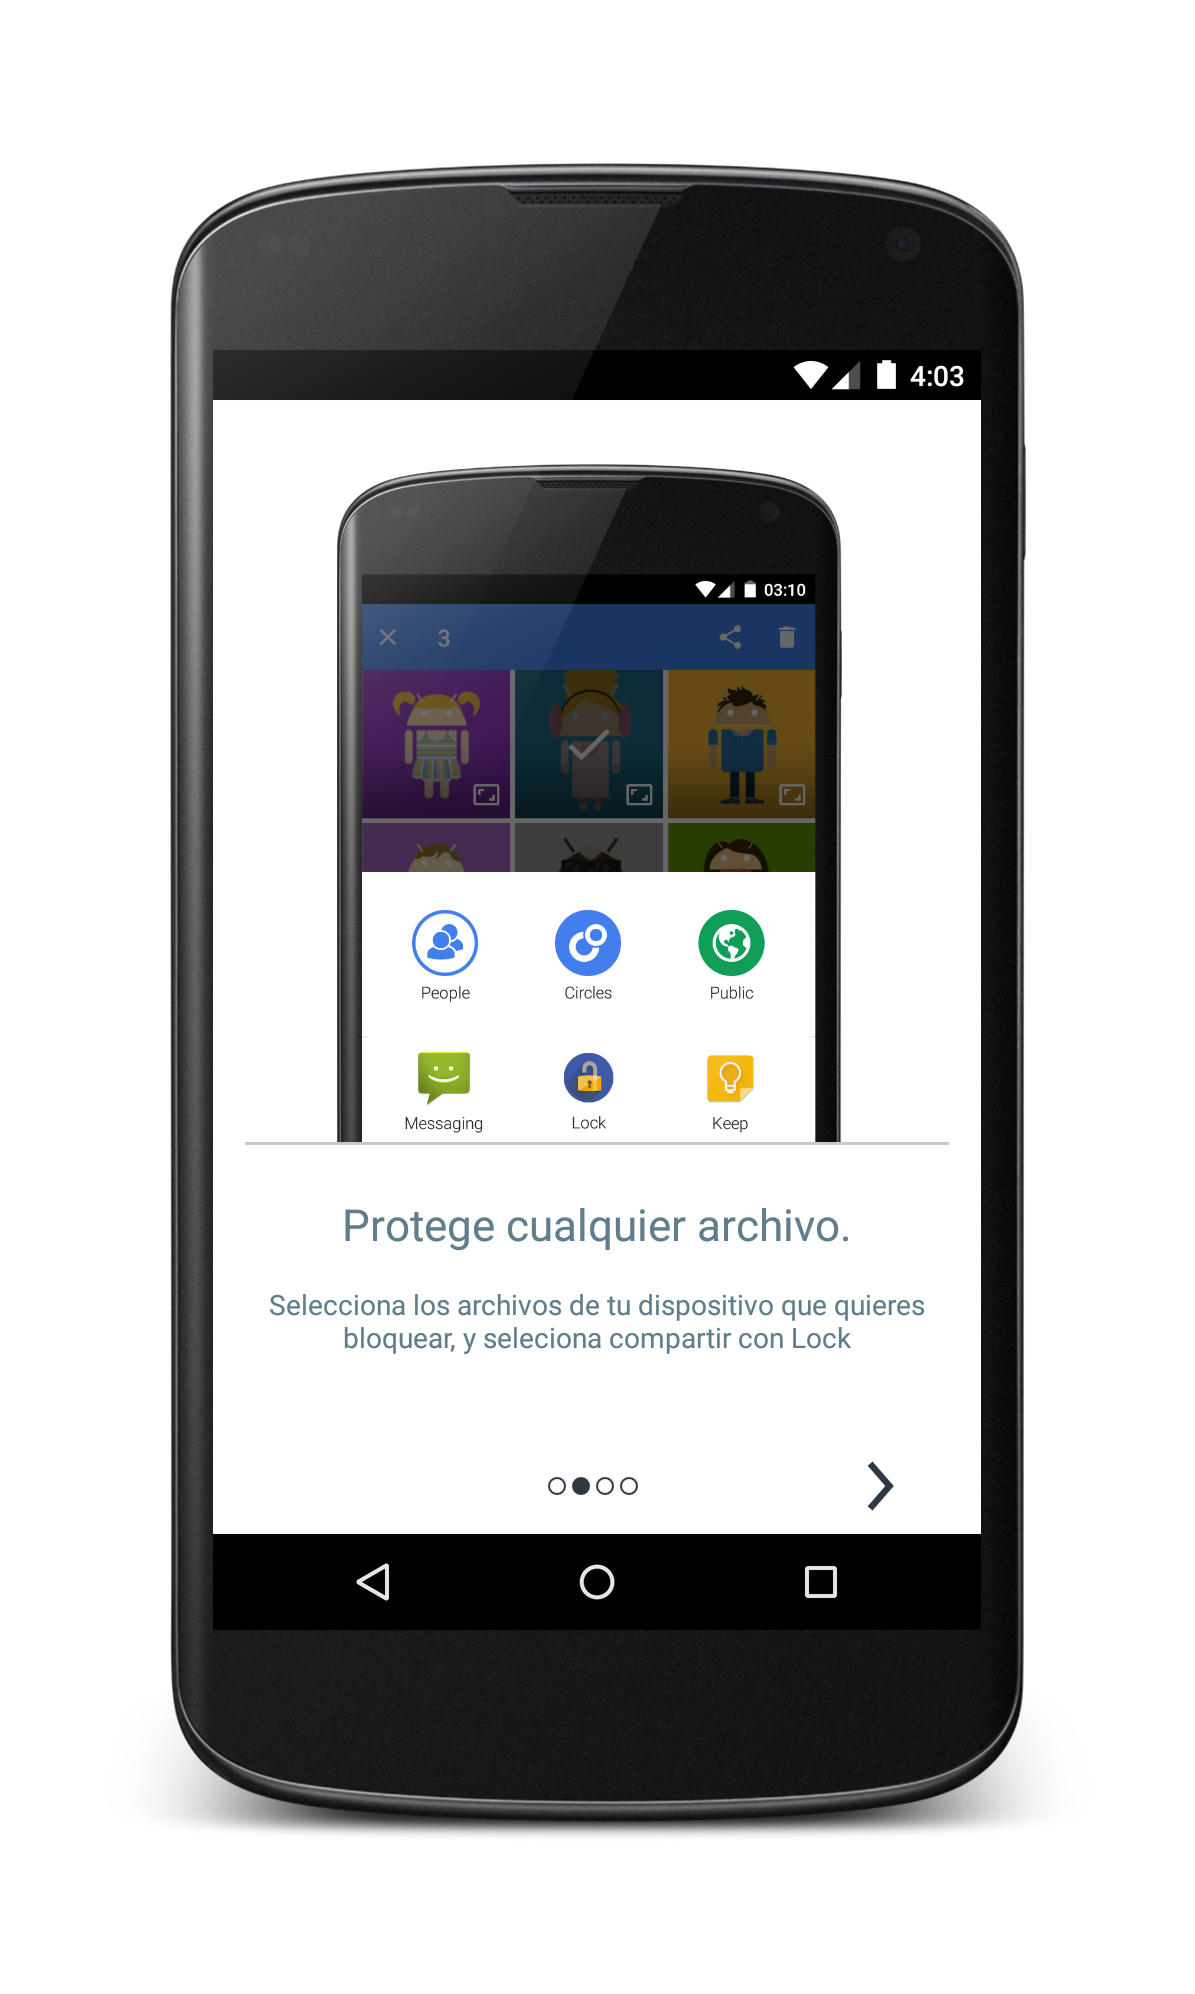 4:03
03:10
3
People Circles Public
Messaging Lock Keep
Protege cualquier archivo.
Selecciona los archivos de tu dispositivo que quieres
bloquear, y seleciona compartir con Lock